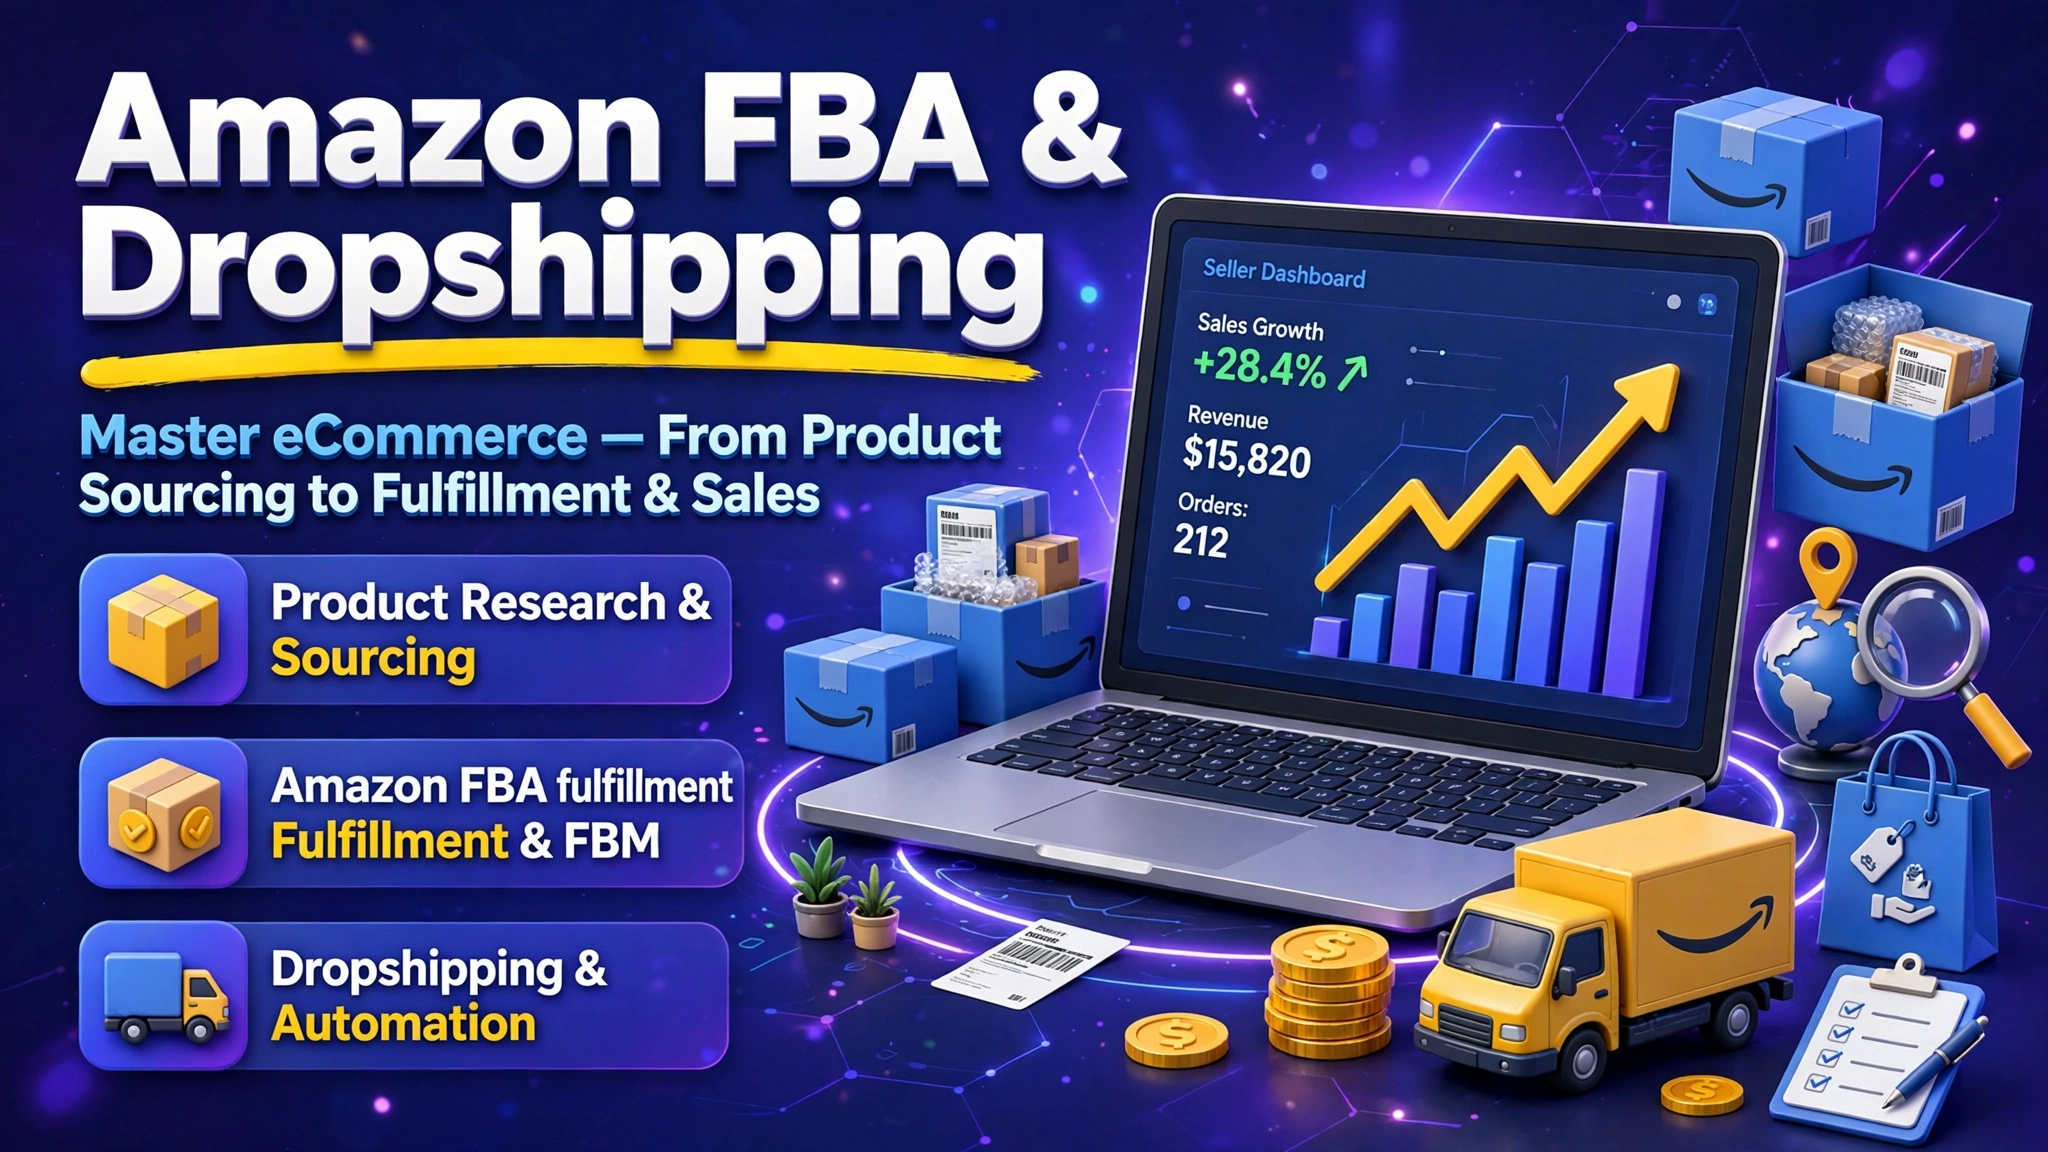 Amazon FBA &
Dropshipping
Master eCommerce — From Product
Sourcing to Fulfillment & Sales
Product Research &
Sourcing
Amazon FBA fulfillment
Fulfillment & FBM
Dropshipping &
Automation
Seller Dashboard
Sales Growth
+28.4% ↗
Revenue
$15,820
Orders:
212